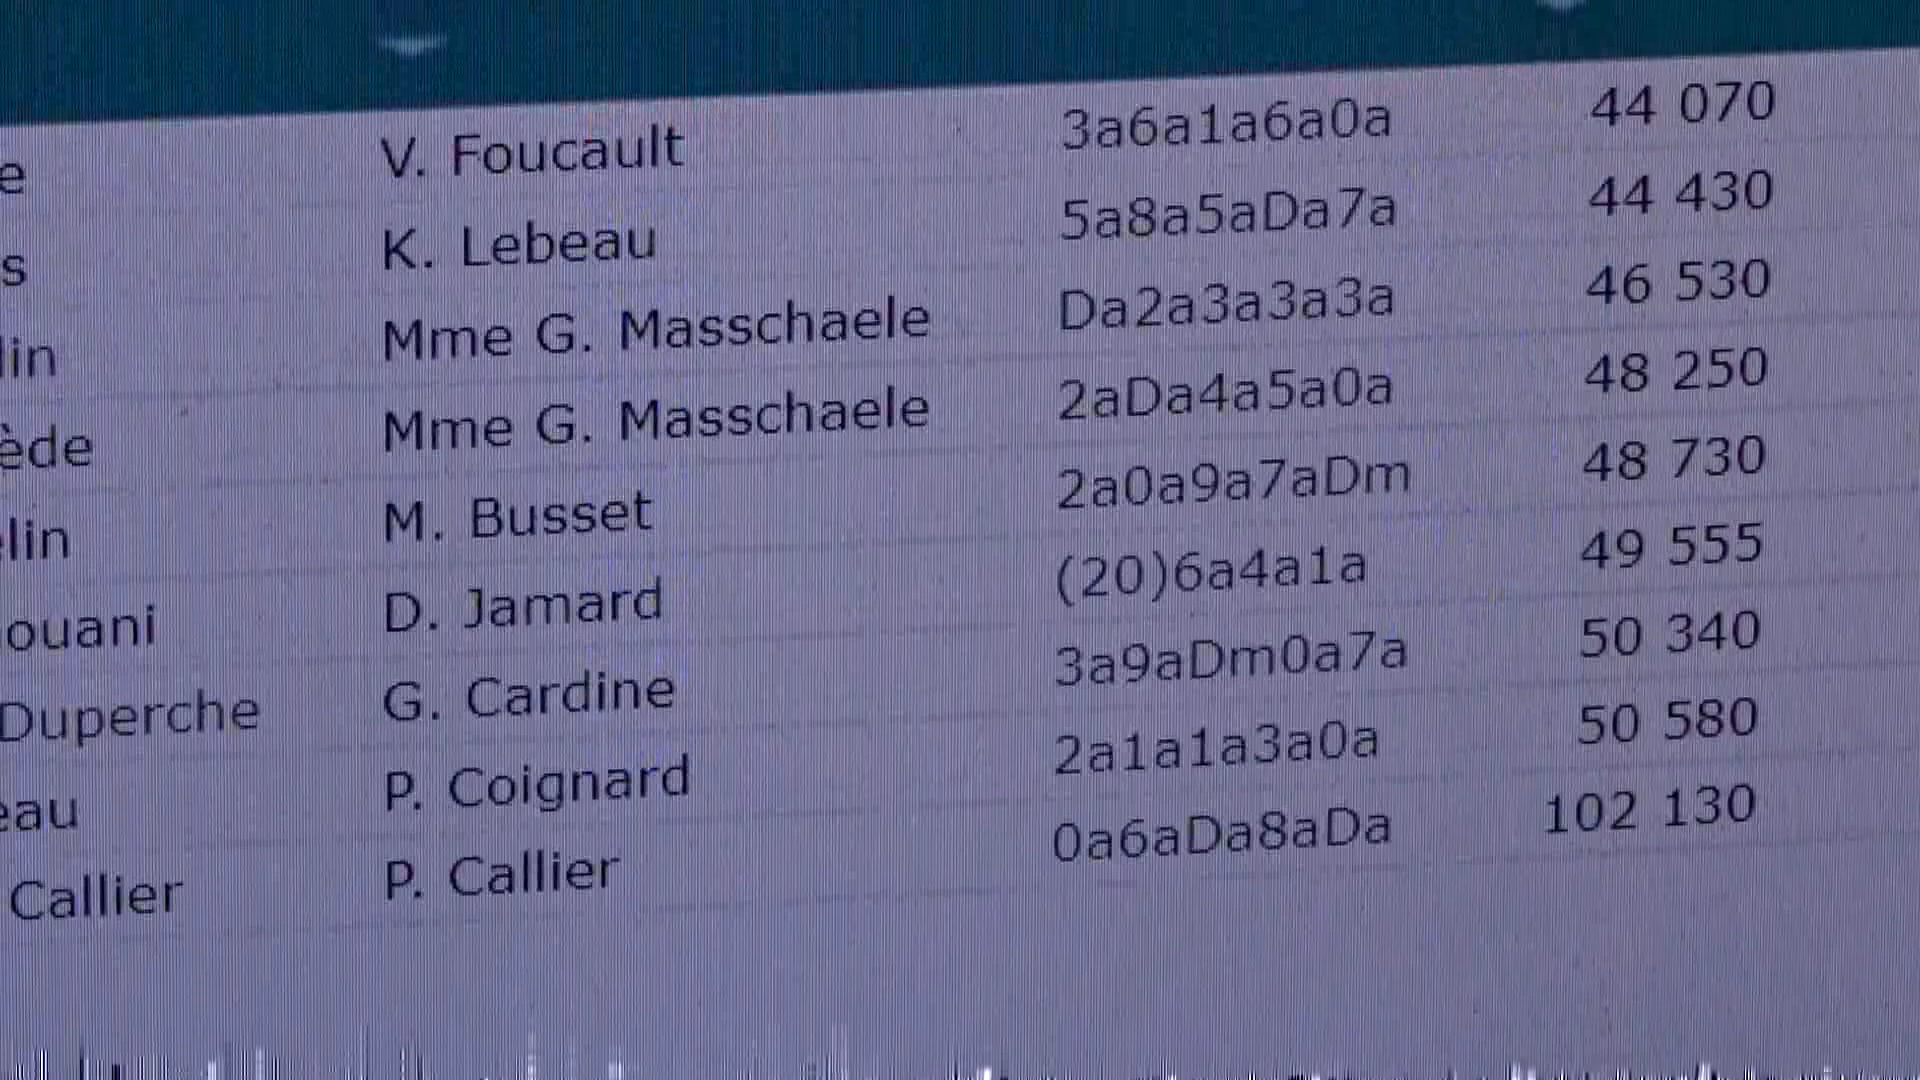 e V. Foucault 3a6a1a6a0a 44 070
s K. Lebeau 5a8a5aDa7a 44 430
lin Mme G. Masschaele Da2a3a3a3a 46 530
ède Mme G. Masschaele 2aDa4a5a0a 48 250
lin M. Busset 2a0a9a7aDm 48 730
ouani D. Jamard (20)6a4a1a 49 555
Duperche G. Cardine 3a9aDm0a7a 50 340
eau P. Coignard 2a1a1a3a0a 50 580
Callier P. Callier 0a6aDa8aDa 102 130